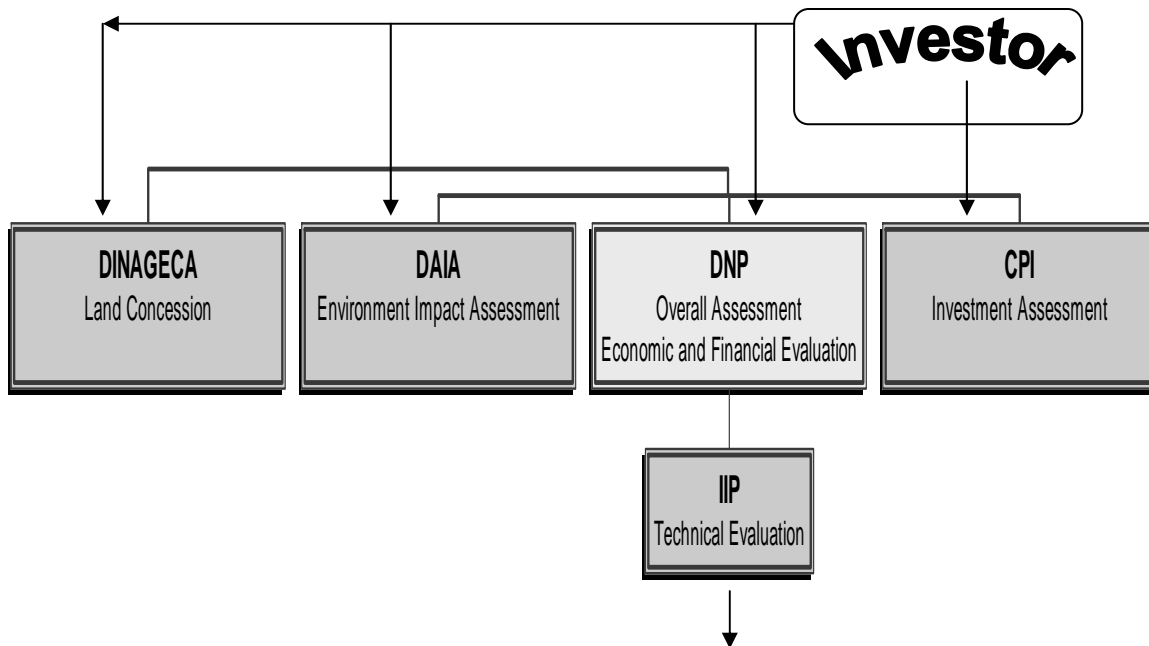 Investor
DINAGECA
Land Concession
DAIA
Environment Impact Assessment
DNP
Overall Assessment
Economic and Financial Evaluation
CPI
Investment Assessment
IIP
Technical Evaluation